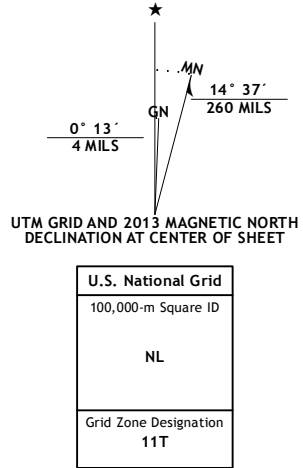 ★
MN
14° 37´
260 MILS
GN
0° 13´
4 MILS
UTM GRID AND 2013 MAGNETIC NORTH
DECLINATION AT CENTER OF SHEET
U.S. National Grid
100,000-m Square ID
NL
Grid Zone Designation
11T